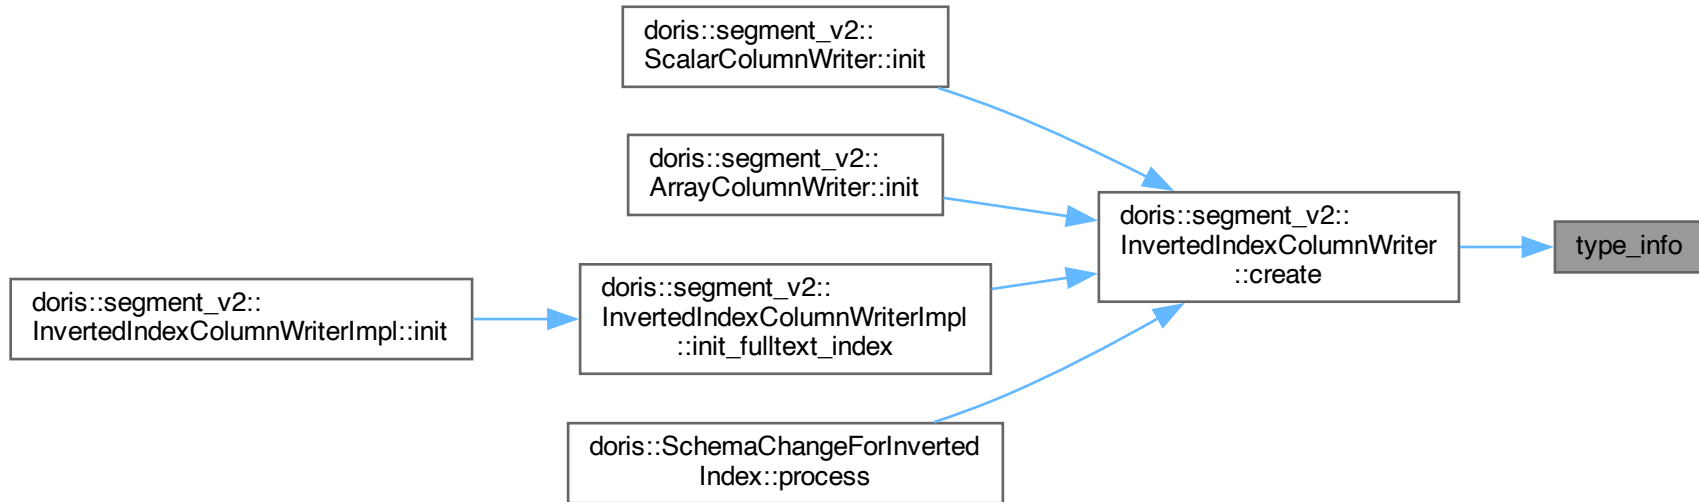 doris::segment_v2::
ScalarColumnWriter::init
doris::segment_v2::
ArrayColumnWriter::init
doris::segment_v2::
InvertedIndexColumnWriter
::create
type_info
doris::segment_v2::
InvertedIndexColumnWriterImpl::init
doris::segment_v2::
InvertedIndexColumnWriterImpl
::init_fulltext_index
doris::SchemaChangeForInverted
Index::process